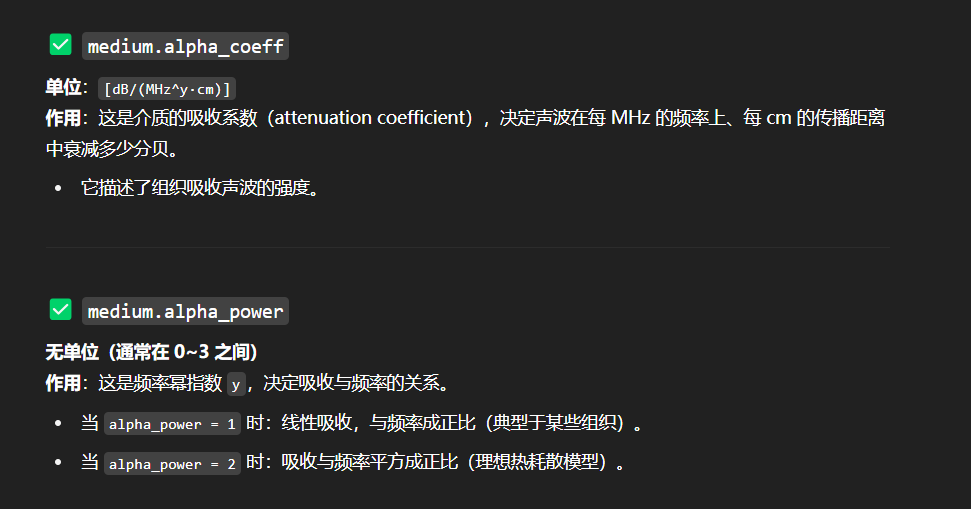 ✅ medium.alpha_coeff
单位：[dB/(MHz^y·cm)]
作用：这是介质的吸收系数（attenuation coefficient），决定声波在每 MHz 的频率上、每 cm 的传播距离
中衰减多少分贝。
• 它描述了组织吸收声波的强度。
✅ medium.alpha_power
无单位（通常在 0~3 之间）
作用：这是频率幂指数 y，决定吸收与频率的关系。
• 当 alpha_power = 1 时：线性吸收，与频率成正比（典型于某些组织）。
• 当 alpha_power = 2 时：吸收与频率平方成正比（理想热耗散模型）。